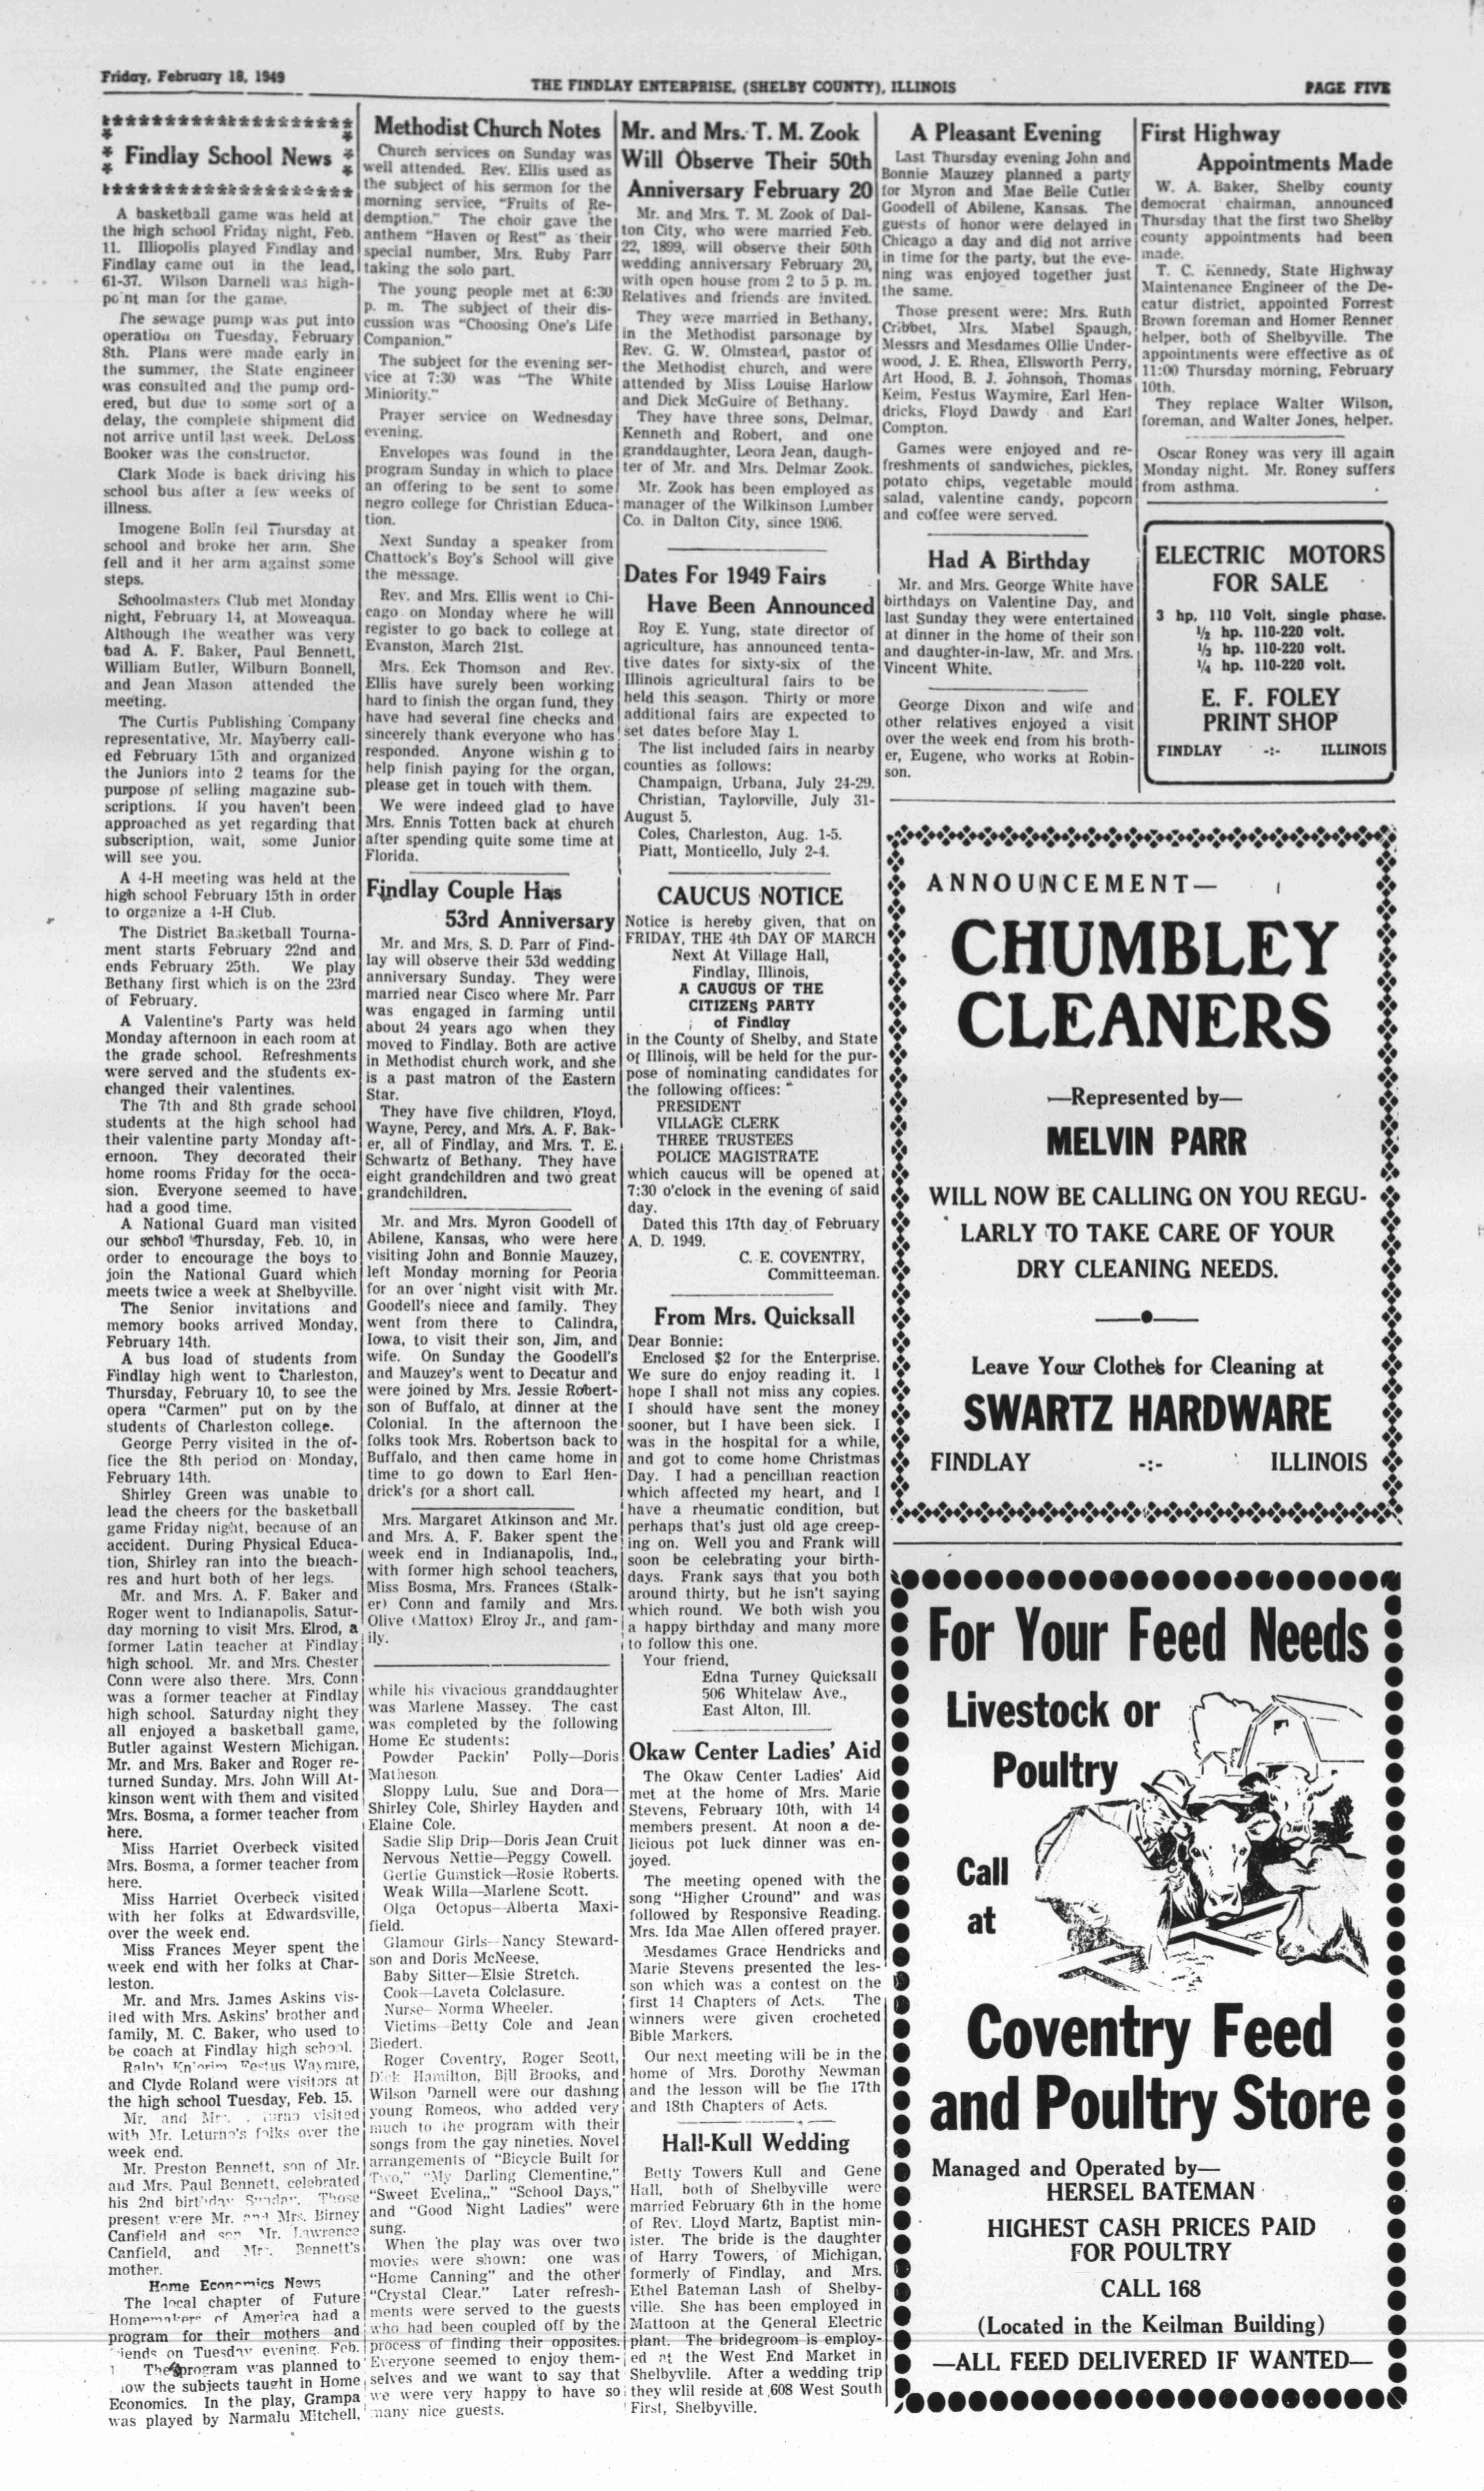 Friday, February 18, 1949
THE FINDLAY ENTERPRISE, (SHELBY COUNTY), ILLINOIS
PAGE FIVE
Findlay School News
A basketball game was held at
the high school Friday night, Feb.
11. Illiopolis played Findlay and
Findlay came out in the lead,
61-37. Wilson Darnell was high-
point man for the game.
The sewage pump was put into
operation on Tuesday, February
8th. Plans were made early in
the summer, the State engineer
was consulted and the pump ord-
ered, but due to some sort of a
delay, the complete shipment did
not arrive until last week. DeLoss
Booker was the constructor.
Clark Mode is back driving his
school bus after a few weeks of
illness.
Imogene Bolin fell Thursday at
school and broke her arm. She
fell and it her arm against some
steps.
Schoolmasters Club met Monday
night, February 14, at Moweaqua.
Although the weather was very
bad A. F. Baker, Paul Bennett,
William Butler, Wilburn Bonnell,
and Jean Mason attended the
meeting.
The Curtis Publishing Company
representative, Mr. Mayberry call-
ed February 15th and organized
the Juniors into 2 teams for the
purpose of selling magazine sub-
scriptions. If you haven't been
approached as yet regarding that
subscription, wait, some Junior
will see you.
A 4-H meeting was held at the
high school February 15th in order
to organize a 4-H Club.
The District Basketball Tourna-
ment starts February 22nd and
ends February 25th. We play
Bethany first which is on the 23rd
of February.
A Valentine's Party was held
Monday afternoon in each room at
the grade school. Refreshments
were served and the students ex-
changed their valentines.
The 7th and 8th grade school
students at the high school had
their valentine party Monday aft-
ernoon. They decorated their
home rooms Friday for the occa-
sion. Everyone seemed to have
had a good time.
A National Guard man visited
our school Thursday, Feb. 10, in
order to encourage the boys to
join the National Guard which
meets twice a week at Shelbyville.
The Senior invitations and
memory books arrived Monday,
February 14th.
A bus load of students from
Findlay high went to Charleston,
Thursday, February 10, to see the
opera "Carmen" put on by the
students of Charleston college.
George Perry visited in the of-
fice the 8th period on Monday,
February 14th.
Shirley Green was unable to
lead the cheers for the basketball
game Friday night, because of an
accident. During Physical Educa-
tion, Shirley ran into the bleach-
res and hurt both of her legs.
Mr. and Mrs. A. F. Baker and
Roger went to Indianapolis, Satur-
day morning to visit Mrs. Elrod, a
former Latin teacher at Findlay
high school. Mr. and Mrs. Chester
Conn were also there. Mrs. Conn
was a former teacher at Findlay
high school. Saturday night they
all enjoyed a basketball game,
Butler against Western Michigan.
Mr. and Mrs. Baker and Roger re-
turned Sunday. Mrs. John Will At-
kinson went with them and visited
Mrs. Bosma, a former teacher from
here.
Miss Harriet Overbeck visited
Mrs. Bosma, a former teacher from
here.
Miss Harriet Overbeck visited
with her folks at Edwardsville,
over the week end.
Miss Frances Meyer spent the
week end with her folks at Char-
leston.
Mr. and Mrs. James Askins vis-
ited with Mrs. Askins' brother and
family, M. C. Baker, who used to
be coach at Findlay high school.
Ralph Festus Waymire,
and Clyde Roland were visitors at
the high school Tuesday, Feb. 15.
Mr. and Mrs. visited
with Mr. Leturno's folks over the
week end.
Mr. Preston Bennett, son of Mr.
and Mrs. Paul Bennett, celebrated
his 2nd birthday Sunday. Those
present were Mr. and Mrs. Birney
Canfield and son Mr. Lawrence
Canfield, and Mr. Bennett's
mother.
Home Economics News
The local chapter of Future
Homemakers of America had a
program for their mothers and
friends on Tuesday evening, Feb.
The program was planned to
the subjects taught in Home
Economics. In the play, Grampa
was played by Narmalu Mitchell,
Methodist Church Notes
Church services on Sunday was
well attended. Rev. Ellis used as
the subject of his sermon for the
morning service, "Fruits of Re-
demption." The choir gave the
anthem "Haven of Rest" as their
special number, Mrs. Ruby Parr
taking the solo part.
The young people met at 6:30
p. m. The subject of their dis-
cussion was "Choosing One's Life
Companion."
The subject for the evening ser-
vice at 7:30 was "The White
Miniority."
Prayer service on Wednesday
evening.
Envelopes was found in the
program Sunday in which to place
an offering to be sent to some
negro college for Christian Educa-
tion.
Next Sunday a speaker from
Chattock's Boy's School will give
the message.
Rev. and Mrs. Ellis went to Chi-
cago on Monday where he will
register to go back to college at
Evanston, March 21st.
Mrs. Eck Thomson and Rev.
Ellis have surely been working
hard to finish the organ fund, they
have had several fine checks and
sincerely thank everyone who has
responded. Anyone wishin g to
help finish paying for the organ,
please get in touch with them.
We were indeed glad to have
Mrs. Ennis Totten back at church
after spending quite some time at
Florida.
Findlay Couple Has
53rd Anniversary
Mr. and Mrs. S. D. Parr of Find-
lay will observe their 53d wedding
anniversary Sunday. They were
married near Cisco where Mr. Parr
was engaged in farming until
about 24 years ago when they
moved to Findlay. Both are active
in Methodist church work, and she
is a past matron of the Eastern
Star.
They have five children, Floyd,
Wayne, Percy, and Mrs. A. F. Bak-
er, all of Findlay, and Mrs. T. E.
Schwartz of Bethany. They have
eight grandchildren and two great
grandchildren.
Mr. and Mrs. Myron Goodell of
Abilene, Kansas, who were here
visiting John and Bonnie Mauzey,
left Monday morning for Peoria
for an over night visit with Mr.
Goodell's niece and family. They
went from there to Calindra,
Iowa, to visit their son, Jim, and
wife. On Sunday the Goodell's
and Mauzey's went to Decatur and
were joined by Mrs. Jessie Robert-
son of Buffalo, at dinner at the
Colonial. In the afternoon the
folks took Mrs. Robertson back to
Buffalo, and then came home in
time to go down to Earl Hen-
drick's for a short call.
Mrs. Margaret Atkinson and Mr.
and Mrs. A. F. Baker spent the
week end in Indianapolis, Ind.,
with former high school teachers,
Miss Bosma, Mrs. Frances (Stalk-
er) Conn and family and Mrs.
Olive (Mattox) Elroy Jr., and fam-
ily.
while his vivacious granddaughter
was Marlene Massey. The cast
was completed by the following
Home Ec students:
Powder Packin' Polly—Doris
Matheson.
Sloppy Lulu, Sue and Dora—
Shirley Cole, Shirley Hayden and
Elaine Cole.
Sadie Slip Drip—Doris Jean Cruit
Nervous Nettie—Peggy Cowell.
Gertie Gumstick—Rosie Roberts.
Weak Willa—Marlene Scott.
Olga Octopus—Alberta Maxi-
field.
Glamour Girls—Nancy Steward-
son and Doris McNeese.
Baby Sitter—Elsie Stretch.
Cook—Laveta Colclasure.
Nurse—Norma Wheeler.
Victims—Betty Cole and Jean
Biedert.
Roger Coventry, Roger Scott,
Dick Hamilton, Bill Brooks, and
Wilson Darnell were our dashing
young Romeos, who added very
much to the program with their
songs from the gay nineties. Novel
arrangements of "Bicycle Built for
Two," "My Darling Clementine,"
"Sweet Evelina,," "School Days,"
and "Good Night Ladies" were
sung.
When the play was over two
movies were shown: one was
"Home Canning" and the other
"Crystal Clear." Later refresh-
ments were served to the guests
who had been coupled off by the
process of finding their opposites.
Everyone seemed to enjoy them-
selves and we want to say that
we were very happy to have so
many nice guests.
Mr. and Mrs. T. M. Zook
Will Observe Their 50th
Anniversary February 20
Mr. and Mrs. T. M. Zook of Dal-
ton City, who were married Feb.
22, 1899, will observe their 50th
wedding anniversary February 20,
with open house from 2 to 5 p. m.
Relatives and friends are invited.
They were married in Bethany,
in the Methodist parsonage by
Rev. G. W. Olmstead, pastor of
the Methodist church, and were
attended by Miss Louise Harlow
and Dick McGuire of Bethany.
They have three sons, Delmar,
Kenneth and Robert, and one
granddaughter, Leora Jean, daugh-
ter of Mr. and Mrs. Delmar Zook.
Mr. Zook has been employed as
manager of the Wilkinson Lumber
Co. in Dalton City, since 1906.
Dates For 1949 Fairs
Have Been Announced
Roy E. Yung, state director of
agriculture, has announced tenta-
tive dates for sixty-six of the
Illinois agricultural fairs to be
held this season. Thirty or more
additional fairs are expected to
set dates before May 1.
The list included fairs in nearby
counties as follows:
Champaign, Urbana, July 24-29.
Christian, Taylorville, July 31-
August 5.
Coles, Charleston, Aug. 1-5.
Piatt, Monticello, July 2-4.
CAUCUS NOTICE
Notice is hereby given, that on
FRIDAY, THE 4th DAY OF MARCH
Next At Village Hall,
Findlay, Illinois,
A CAUCUS OF THE
CITIZENs PARTY
of Findlay
in the County of Shelby, and State
of Illinois, will be held for the pur-
pose of nominating candidates for
the following offices:
PRESIDENT
VILLAGE CLERK
THREE TRUSTEES
POLICE MAGISTRATE
which caucus will be opened at
7:30 o'clock in the evening of said
day.
Dated this 17th day of February
A. D. 1949.
C. E. COVENTRY,
Committeeman.
From Mrs. Quicksall
Dear Bonnie:
Enclosed $2 for the Enterprise.
We sure do enjoy reading it. I
hope I shall not miss any copies.
I should have sent the money
sooner, but I have been sick. I
was in the hospital for a while,
and got to come home Christmas
Day. I had a pencillian reaction
which affected my heart, and I
have a rheumatic condition, but
perhaps that's just old age creep-
ing on. Well you and Frank will
soon be celebrating your birth-
days. Frank says that you both
around thirty, but he isn't saying
which round. We both wish you
a happy birthday and many more
to follow this one.
Your friend,
Edna Turney Quicksall
506 Whitelaw Ave.,
East Alton, Ill.
Okaw Center Ladies' Aid
The Okaw Center Ladies' Aid
met at the home of Mrs. Marie
Stevens, February 10th, with 14
members present. At noon a de-
licious pot luck dinner was en-
joyed.
The meeting opened with the
song "Higher Ground" and was
followed by Responsive Reading.
Mrs. Ida Mae Allen offered prayer.
Mesdames Grace Hendricks and
Marie Stevens presented the les-
son which was a contest on the
first 14 Chapters of Acts. The
winners were given crocheted
Bible Markers.
Our next meeting will be in the
home of Mrs. Dorothy Newman
and the lesson will be the 17th
and 18th Chapters of Acts.
Hall-Kull Wedding
Betty Towers Kull and Gene
Hall, both of Shelbyville were
married February 6th in the home
of Rev. Lloyd Martz, Baptist min-
ister. The bride is the daughter
of Harry Towers, of Michigan,
formerly of Findlay, and Mrs.
Ethel Bateman Lash of Shelby-
ville. She has been employed in
Mattoon at the General Electric
plant. The bridegroom is employ-
ed at the West End Market in
Shelbyvlile. After a wedding trip
they wlil reside at 608 West South
First, Shelbyville.
A Pleasant Evening
Last Thursday evening John and
Bonnie Mauzey planned a party
for Myron and Mae Belle Cutler
Goodell of Abilene, Kansas. The
guests of honor were delayed in
Chicago a day and did not arrive
in time for the party, but the eve-
ning was enjoyed together just
the same.
Those present were: Mrs. Ruth
Cribbet, Mrs. Mabel Spaugh,
Messrs and Mesdames Ollie Under-
wood, J. E. Rhea, Ellsworth Perry,
Art Hood, B. J. Johnson, Thomas
Keim, Festus Waymire, Earl Hen-
dricks, Floyd Dawdy and Earl
Compton.
Games were enjoyed and re-
freshments of sandwiches, pickles,
potato chips, vegetable mould
salad, valentine candy, popcorn
and coffee were served.
Had A Birthday
Mr. and Mrs. George White have
birthdays on Valentine Day, and
last Sunday they were entertained
at dinner in the home of their son
and daughter-in-law, Mr. and Mrs.
Vincent White.
George Dixon and wife and
other relatives enjoyed a visit
over the week end from his broth-
er, Eugene, who works at Robin-
son.
First Highway
Appointments Made
W. A. Baker, Shelby county
democrat chairman, announced
Thursday that the first two Shelby
county appointments had been
made.
T. C. Kennedy, State Highway
Maintenance Engineer of the De-
catur district, appointed Forrest
Brown foreman and Homer Renner
helper, both of Shelbyville. The
appointments were effective as of
11:00 Thursday morning, February
10th.
They replace Walter Wilson,
foreman, and Walter Jones, helper.
Oscar Roney was very ill again
Monday night. Mr. Roney suffers
from asthma.
ELECTRIC MOTORS
FOR SALE
3 hp. 110 Volt, single phase.
½ hp. 110-220 volt.
⅓ hp. 110-220 volt.
¼ hp. 110-220 volt.
E. F. FOLEY
PRINT SHOP
FINDLAY -:- ILLINOIS
ANNOUNCEMENT—
CHUMBLEY
CLEANERS
—Represented by—
MELVIN PARR
WILL NOW BE CALLING ON YOU REGU-
LARLY TO TAKE CARE OF YOUR
DRY CLEANING NEEDS.
Leave Your Clothes for Cleaning at
SWARTZ HARDWARE
FINDLAY -:- ILLINOIS
For Your Feed Needs
Livestock or
Poultry
Call
at
Coventry Feed
and Poultry Store
Managed and Operated by—
HERSEL BATEMAN
HIGHEST CASH PRICES PAID
FOR POULTRY
CALL 168
(Located in the Keilman Building)
—ALL FEED DELIVERED IF WANTED—